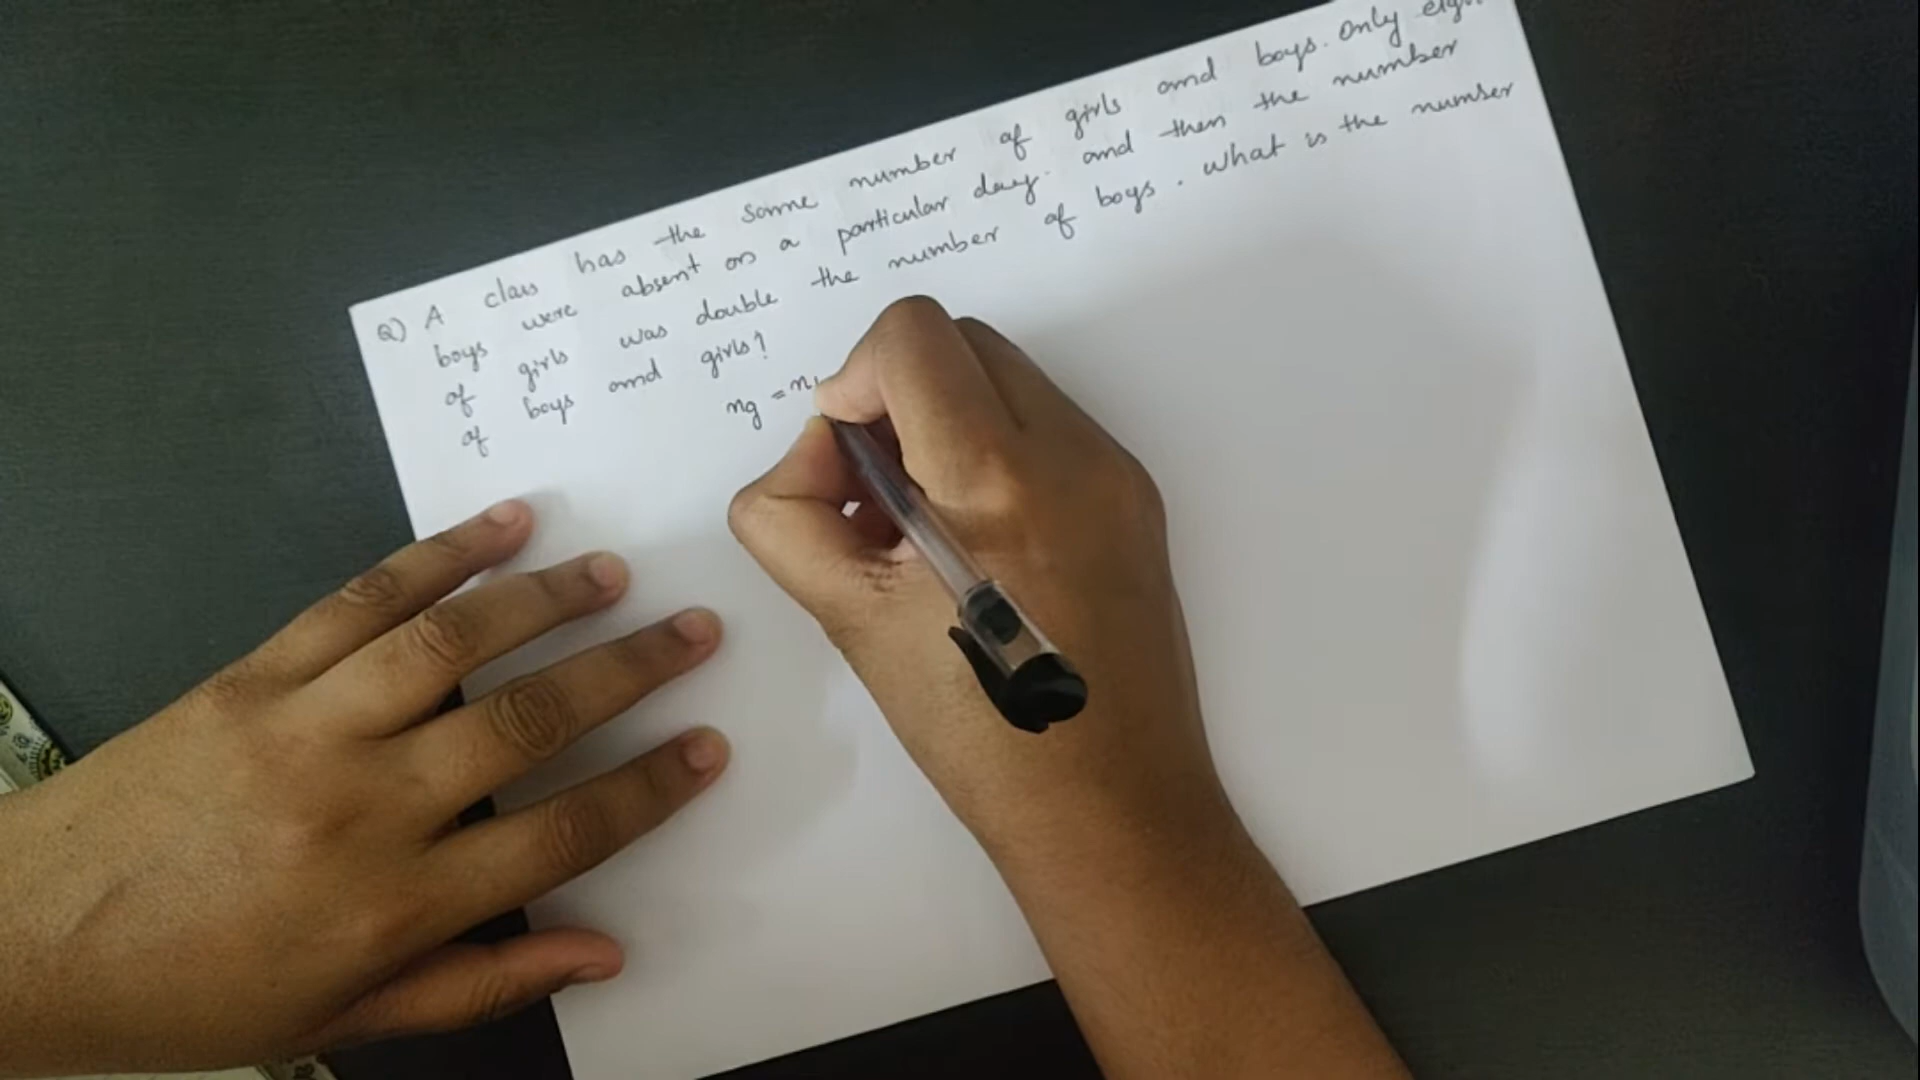 Q) A class has the same number of girls and boys. Only
boys were absent on a particular day. and then the number
of girls was double the number of boys. What is the number
of boys and girls?
ng = n